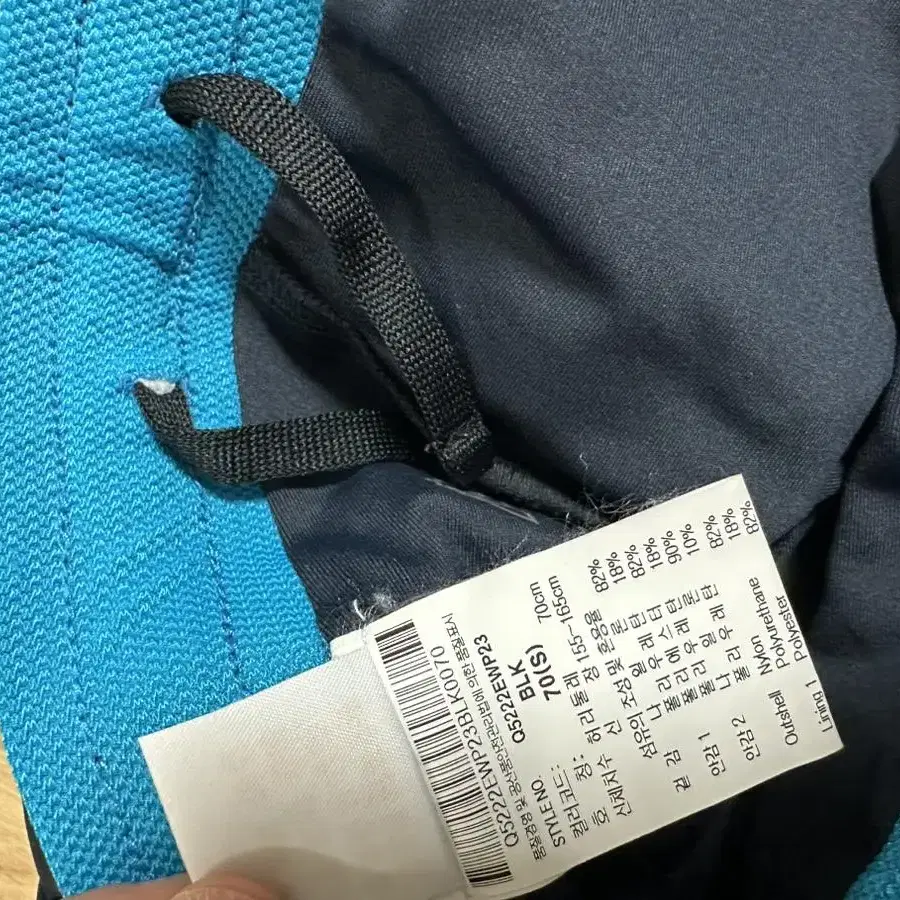 Q5222EWP23BLK0070
품질경영 및 공산품안전관리법에 의한 품질표시
STYLE NO. Q5222EWP23
컬러코드: BLK
호 칭: 70(S)
신체치수 허리둘레 70cm
신 장 155~165cm
섬유의 조성 및 혼용율
겉 감 나 일 론 82%
폴리우레탄 18%
안감 1 폴리에스터 82%
폴리우레탄 18%
안감 2 나 일 론 90%
폴리우레탄 10%
Outshell Nylon 82%
Polyurethane 18%
Lining 1 Polyester 82%